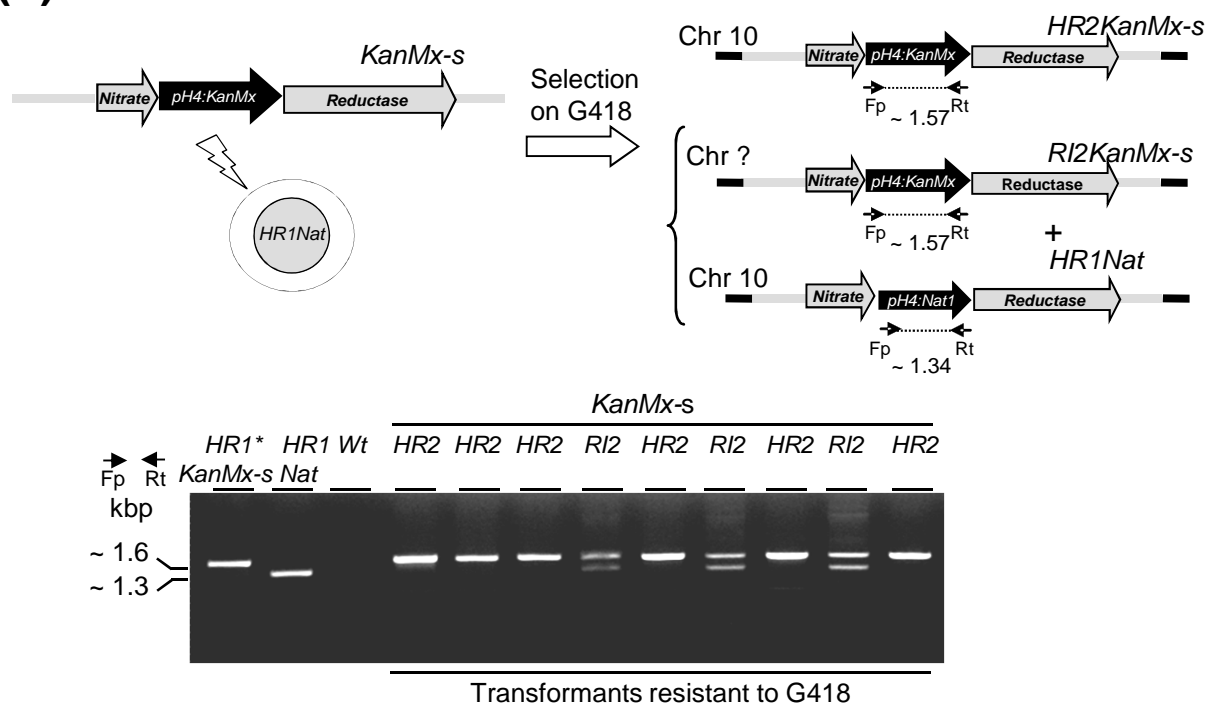 KanMx-s
Nitrate pH4:KanMx Reductase
HR1Nat
Selection
on G418
HR2KanMx-s
Chr 10
Nitrate pH4:KanMx Reductase
Fp Rt
~ 1.57
RI2KanMx-s
Chr ?
Nitrate pH4:KanMx Reductase
Fp Rt
~ 1.57
+
HR1Nat
Chr 10
Nitrate pH4:Nat1 Reductase
Fp Rt
~ 1.34
KanMx-s
HR1* HR1 Wt HR2 HR2 HR2 RI2 HR2 RI2 HR2 RI2 HR2
KanMx-s Nat
Fp Rt
kbp
~ 1.6
~ 1.3
Transformants resistant to G418